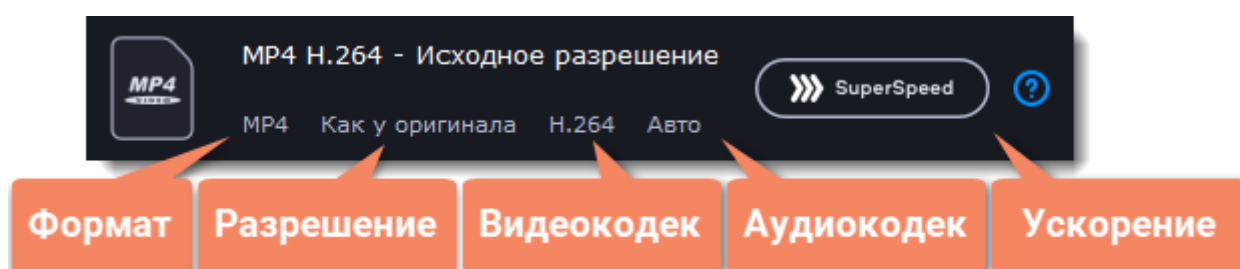 MP4 H.264 - Исходное разрешение
MP4
VIDEO
SuperSpeed
?
MP4 Как у оригинала H.264 Авто
Формат Разрешение Видеокодек Аудиокодек Ускорение